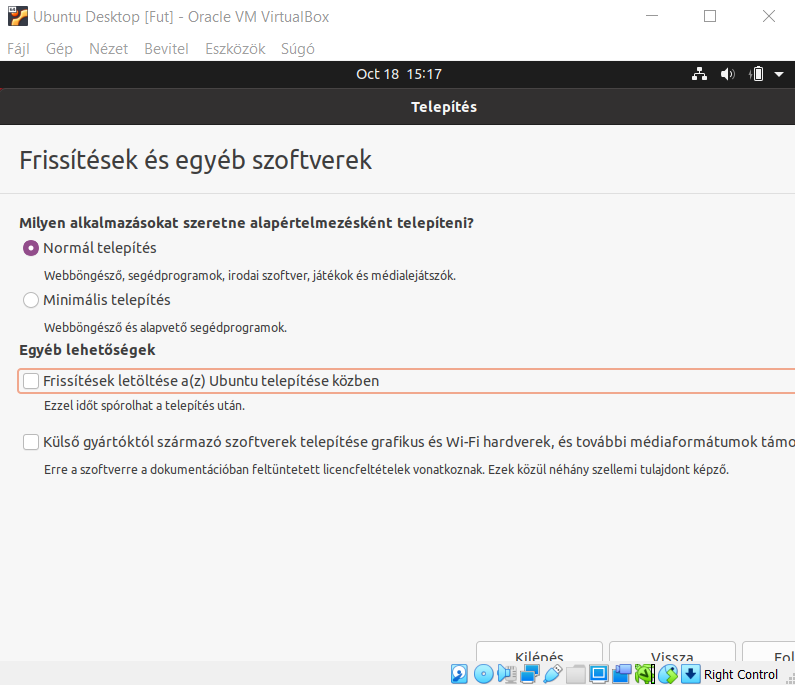 Ubuntu Desktop [Fut] - Oracle VM VirtualBox
Fájl Gép Nézet Bevitel Eszközök Súgó
Oct 18 15:17
Telepítés
Frissítések és egyéb szoftverek
Milyen alkalmazásokat szeretne alapértelmezésként telepíteni?
Normál telepítés
Webböngésző, segédprogramok, irodai szoftver, játékok és médialejátszók.
Minimális telepítés
Webböngésző és alapvető segédprogramok.
Egyéb lehetőségek
Frissítések letöltése a(z) Ubuntu telepítése közben
Ezzel időt spórolhat a telepítés után.
Külső gyártóktól származó szoftverek telepítése grafikus és Wi-Fi hardverek, és további médiaformátumok támo
Erre a szoftverre a dokumentációban feltüntetett licencfeltételek vonatkoznak. Ezek közül néhány szellemi tulajdont képző.
Kilépés Vissza Fol
Right Control